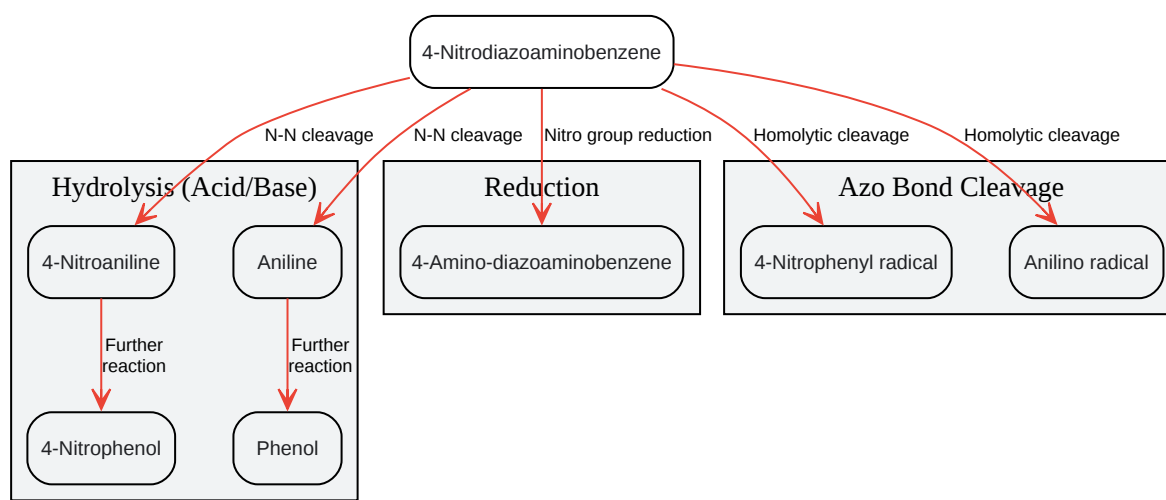 4-Nitrodiazoaminobenzene
N-N cleavage
N-N cleavage
Nitro group reduction
Homolytic cleavage
Homolytic cleavage
Hydrolysis (Acid/Base)
Reduction
Azo Bond Cleavage
4-Nitroaniline
Aniline
4-Amino-diazoaminobenzene
4-Nitrophenyl radical
Anilino radical
Further
reaction
Further
reaction
4-Nitrophenol
Phenol